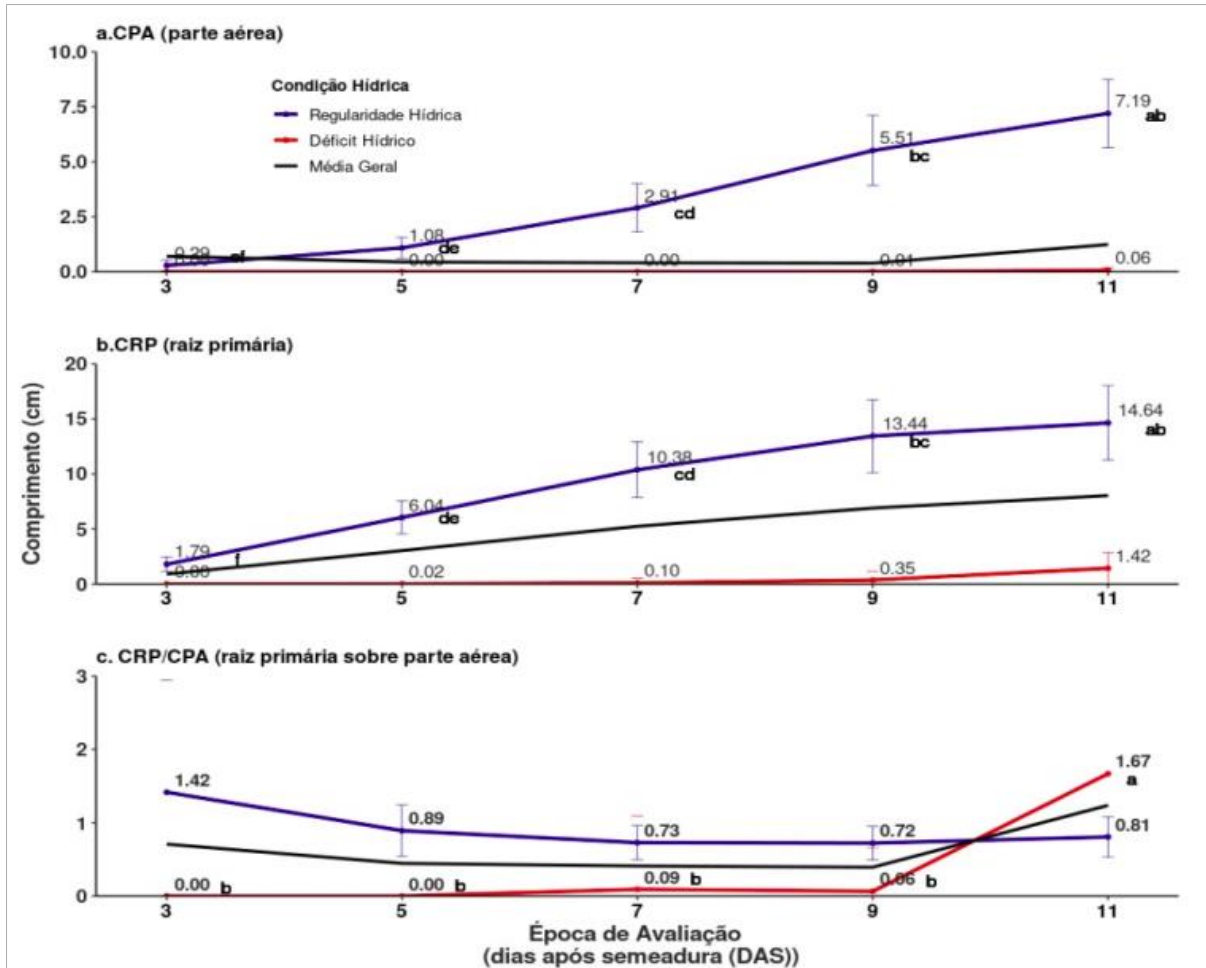 a.CPA (parte aérea)
10.0
Condição Hídrica
7.5
Regularidade Hídrica
7.19
ab
Déficit Hídrico
5.51
bc
5.0
Média Geral
2.91
cd
2.5
1.08
de
0.29
ef
0.00
0.00
0.01
0.06
0.0
3
5
7
9
11
b.CRP (raiz primária)
20
15
14.64
ab
13.44
bc
10
10.38
cd
6.04
de
5
1.79
f
0.00
0.02
0.10
0.35
1.42
0
3
5
7
9
11
Comprimento (cm)
c. CRP/CPA (raiz primária sobre parte aérea)
3
2
1.67
a
1.42
0.89
0.73
0.72
0.81
1
0.00
b
0.00
b
0.09
b
0.06
b
0
3
5
7
9
11
Época de Avaliação
(dias após semeadura (DAS))